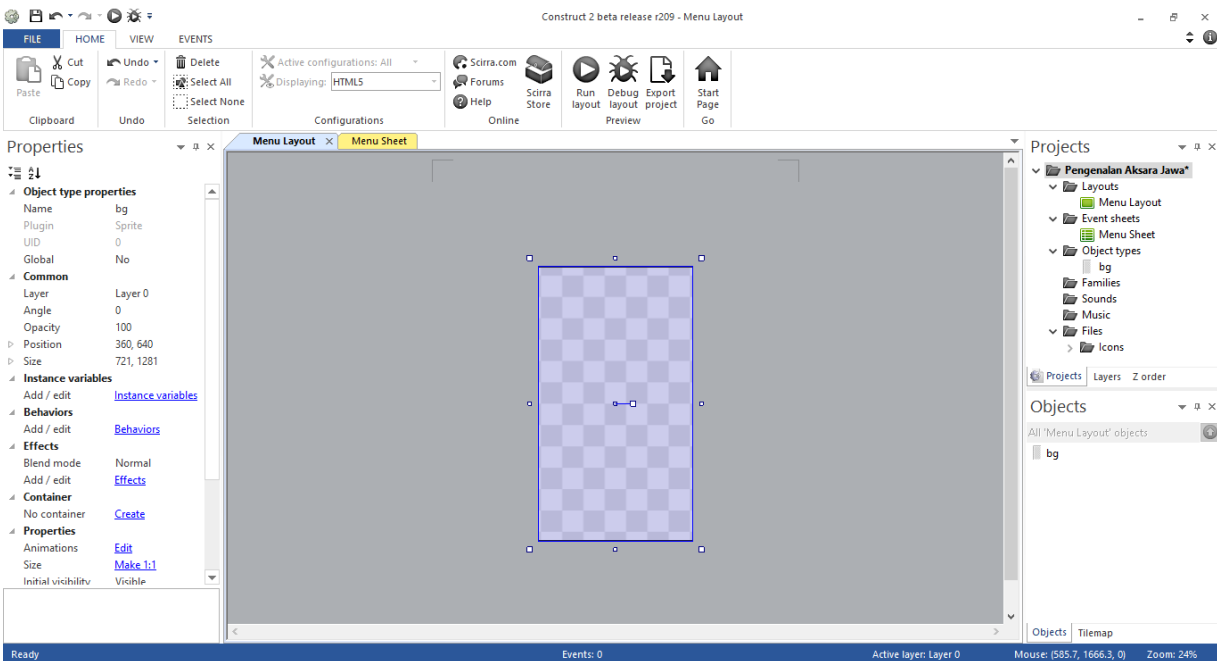 Construct 2 beta release r209 - Menu Layout
FILE HOME VIEW EVENTS
Paste
Cut
Copy
Clipboard
Undo
Redo
Undo
Delete
Select All
Select None
Selection
Active configurations: All
Displaying: HTML5
Configurations
Scirra.com
Forums
Help
Scirra
Store
Online
Run
layout
Debug
layout
Export
project
Preview
Start
Page
Go
Properties
Object type properties
Name bg
Plugin Sprite
UID 0
Global No
Common
Layer Layer 0
Angle 0
Opacity 100
Position 360, 640
Size 721, 1281
Instance variables
Add / edit Instance variables
Behaviors
Add / edit Behaviors
Effects
Blend mode Normal
Add / edit Effects
Container
No container Create
Properties
Animations Edit
Size Make 1:1
Initial visibility Visible
Menu Layout Menu Sheet
Projects
Pengenalan Aksara Jawa*
Layouts
Menu Layout
Event sheets
Menu Sheet
Object types
bg
Families
Sounds
Music
Files
Icons
Projects Layers Z order
Objects
All 'Menu Layout' objects
bg
Objects Tilemap
Ready Events: 0 Active layer: Layer 0 Mouse: (585.7, 1666.3, 0) Zoom: 24%